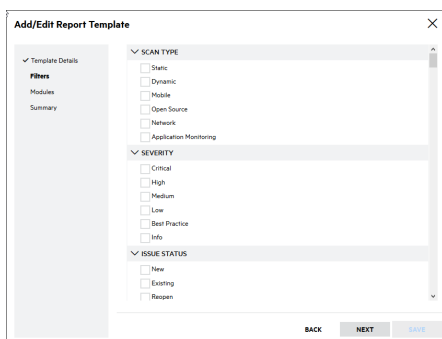 Add/Edit Report Template
Template Details
Filters
Modules
Summary
SCAN TYPE
Static
Dynamic
Mobile
Open Source
Network
Application Monitoring
SEVERITY
Critical
High
Medium
Low
Best Practice
Info
ISSUE STATUS
New
Existing
Reopen
BACK NEXT SAVE